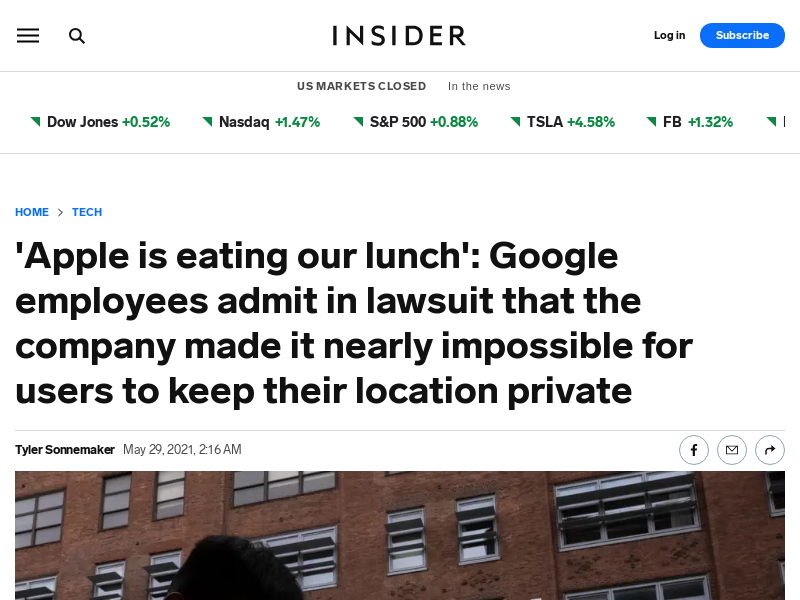 INSIDER
Log in
Subscribe
US MARKETS CLOSED In the news
Dow Jones +0.52% Nasdaq +1.47% S&P 500 +0.88% TSLA +4.58% FB +1.32%
HOME > TECH
'Apple is eating our lunch': Google
employees admit in lawsuit that the
company made it nearly impossible for
users to keep their location private
Tyler Sonnemaker May 29, 2021, 2:16 AM